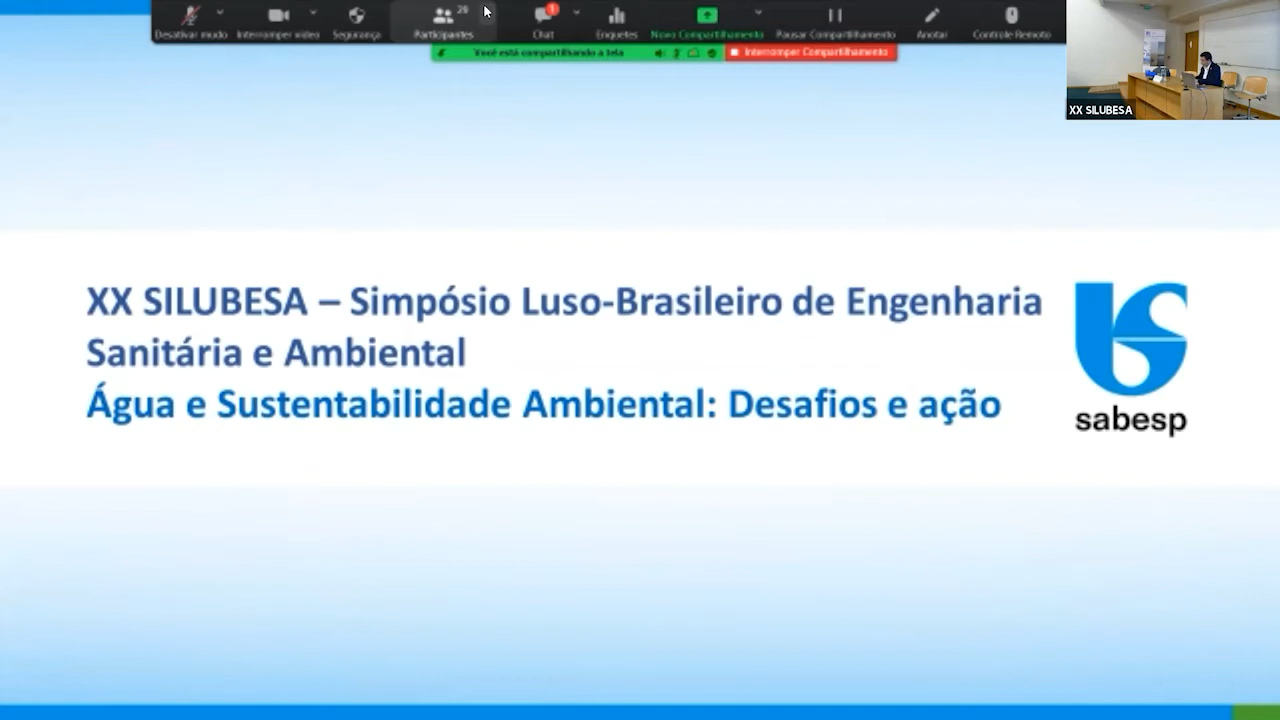 Desativar mudo
Interromper vídeo
Segurança
Participantes
Chat
1
Enquetes
Novo Compartilhamento
Pausar Compartilhamento
Anotar
Controle Remoto
Você está compartilhando a tela
Interromper Compartilhamento
XX SILUBESA
XX SILUBESA – Simpósio Luso-Brasileiro de Engenharia
Sanitária e Ambiental
Água e Sustentabilidade Ambiental: Desafios e ação
sabesp